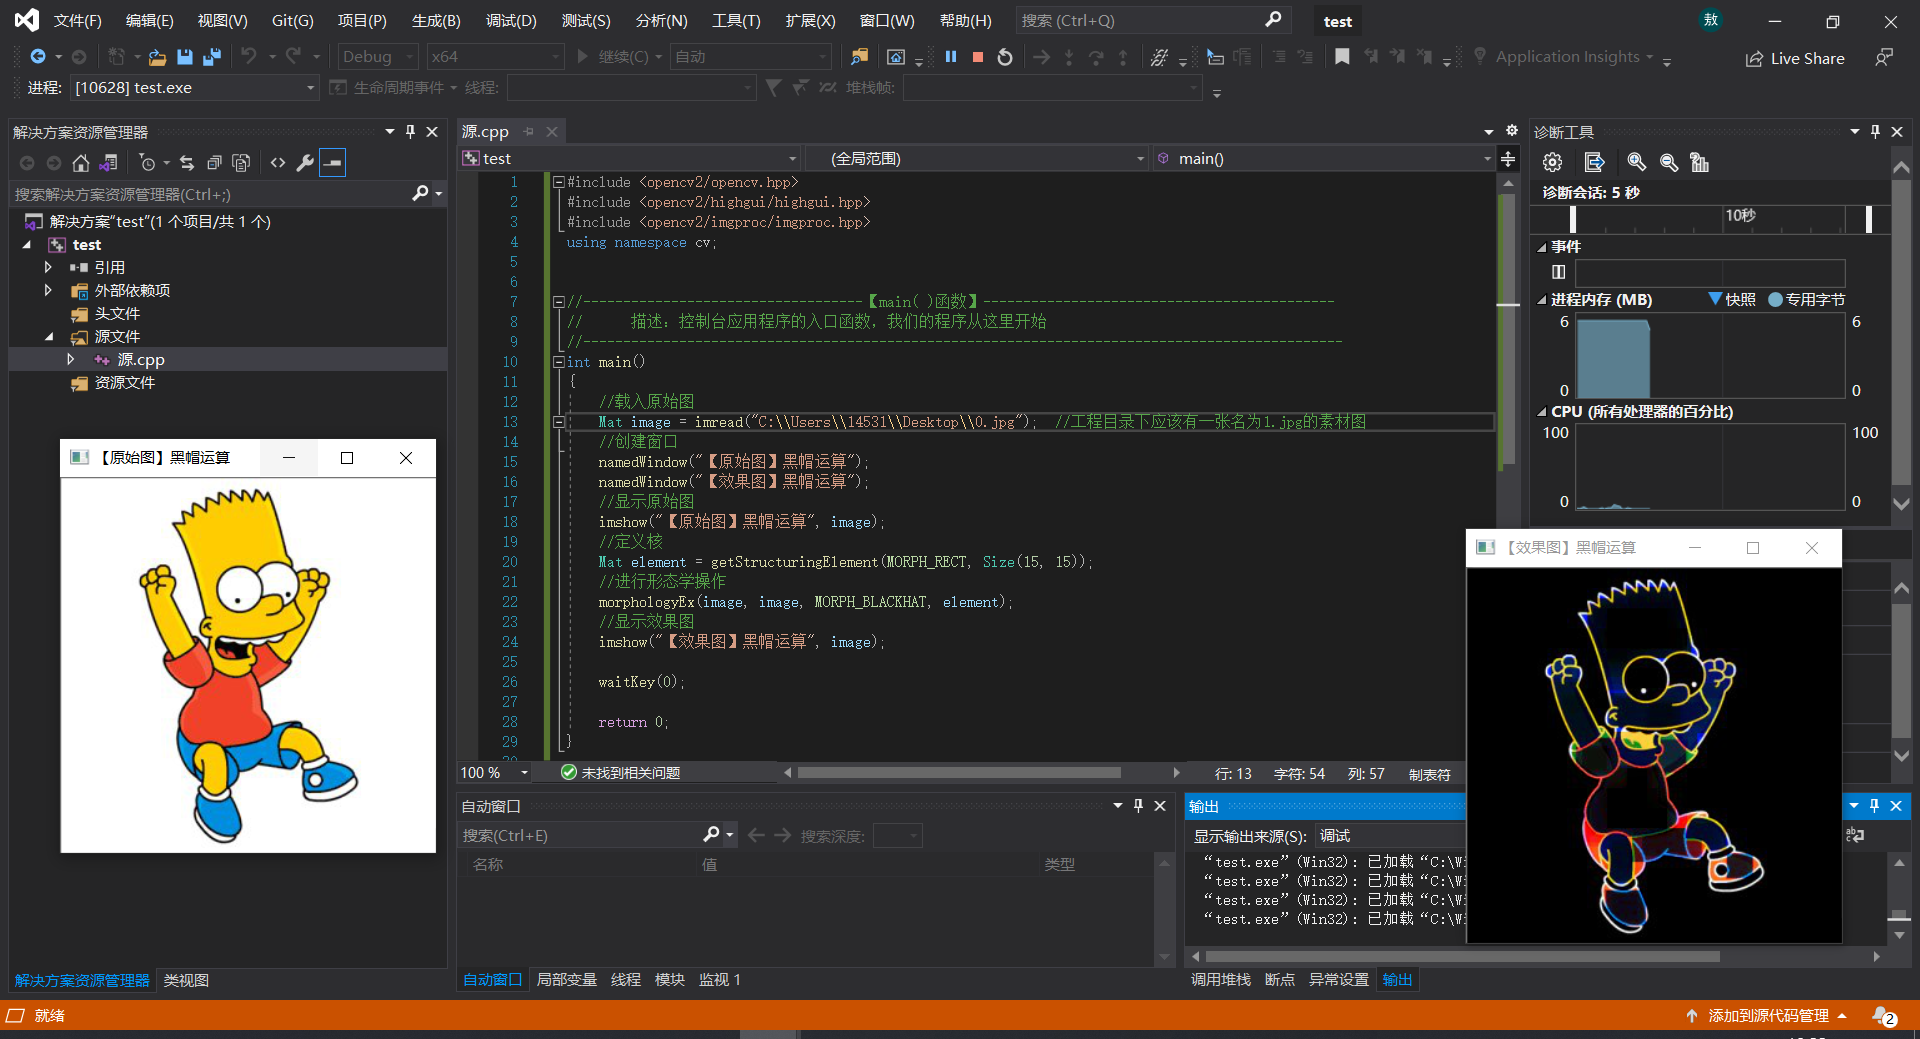 文件(F) 编辑(E) 视图(V) Git(G) 项目(P) 生成(B) 调试(D) 测试(S) 分析(N) 工具(T) 扩展(X) 窗口(W) 帮助(H) 搜索 (Ctrl+Q) test 敖
Debug x64 继续(C) 自动 Application Insights Live Share
进程: [10628] test.exe 生命周期事件 线程: 堆栈帧:
解决方案资源管理器
搜索解决方案资源管理器(Ctrl+;)
解决方案"test"(1 个项目/共 1 个)
test
引用
外部依赖项
头文件
源文件
源.cpp
资源文件
【原始图】黑帽运算
解决方案资源管理器 类视图
源.cpp
test (全局范围) main()
1 #include <opencv2/opencv.hpp>
2 #include <opencv2/highgui/highgui.hpp>
3 #include <opencv2/imgproc/imgproc.hpp>
4 using namespace cv;
5
6
7 //-----------------------------------【main( )函数】--------------------------------------------
8 // 描述：控制台应用程序的入口函数，我们的程序从这里开始
9 //-----------------------------------------------------------------------------------------------
10 int main()
11 {
12 //载入原始图
13 Mat image = imread("C:\\Users\\14531\\Desktop\\0.jpg"); //工程目录下应该有一张名为1.jpg的素材图
14 //创建窗口
15 namedWindow("【原始图】黑帽运算");
16 namedWindow("【效果图】黑帽运算");
17 //显示原始图
18 imshow("【原始图】黑帽运算", image);
19 //定义核
20 Mat element = getStructuringElement(MORPH_RECT, Size(15, 15));
21 //进行形态学操作
22 morphologyEx(image, image, MORPH_BLACKHAT, element);
23 //显示效果图
24 imshow("【效果图】黑帽运算", image);
25
26 waitKey(0);
27
28 return 0;
29 }
100 % 未找到相关问题 行: 13 字符: 54 列: 57 制表符
自动窗口
搜索(Ctrl+E) 搜索深度:
名称 值 类型
自动窗口 局部变量 线程 模块 监视 1
诊断工具
诊断会话: 5 秒
10秒
事件
进程内存 (MB) 快照 专用字节
6 6
0 0
CPU (所有处理器的百分比)
100 100
0 0
【效果图】黑帽运算
输出
显示输出来源(S): 调试
“test.exe”(Win32): 已加载“C:\Wi
“test.exe”(Win32): 已加载“C:\Wi
“test.exe”(Win32): 已加载“C:\Wi
“test.exe”(Win32): 已加载“C:\Wi
调用堆栈 断点 异常设置 输出
就绪 添加到源代码管理 2